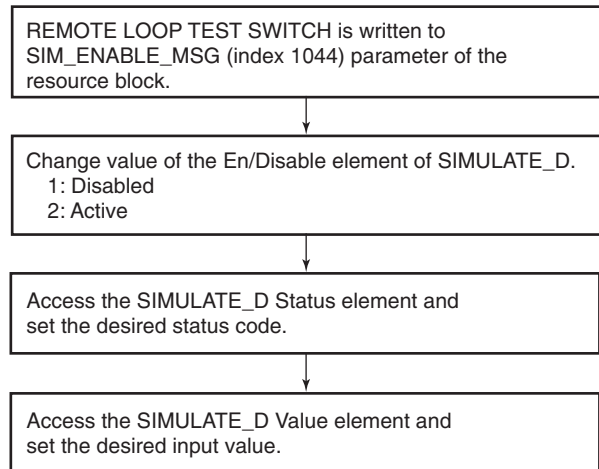 REMOTE LOOP TEST SWITCH is written to
SIM_ENABLE_MSG (index 1044) parameter of the
resource block.
Change value of the En/Disable element of SIMULATE_D.
1: Disabled
2: Active
Access the SIMULATE_D Status element and
set the desired status code.
Access the SIMULATE_D Value element and
set the desired input value.